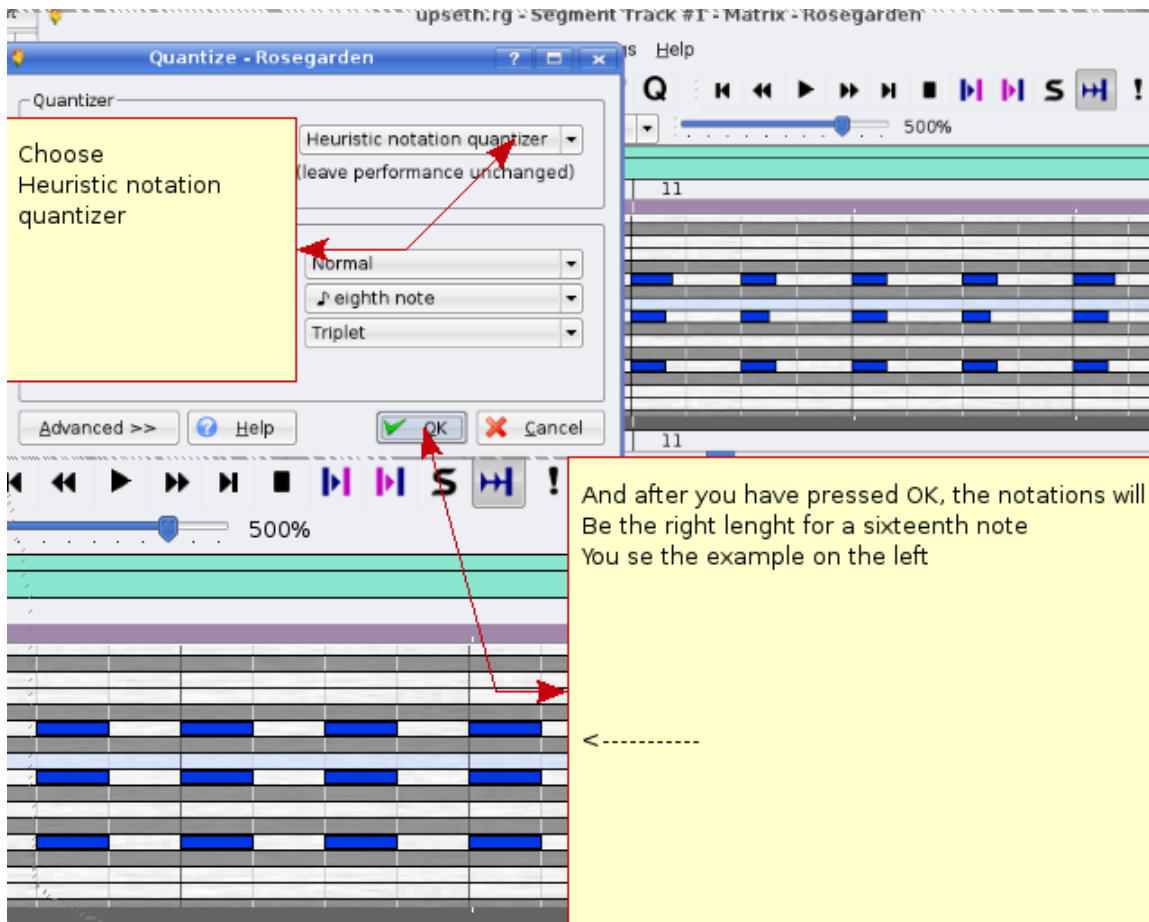 upseth.rg - Segment Track #1 - Matrix - Rosegarden
Help
Quantize - Rosegarden
?
Q
S
!
Quantizer
500%
Choose
Heuristic notation
quantizer
Heuristic notation quantizer
(leave performance unchanged)
11
Normal
eighth note
Triplet
Advanced >>
Help
OK
Cancel
11
S
!
500%
And after you have pressed OK, the notations will
Be the right lenght for a sixteenth note
You se the example on the left
<-----------